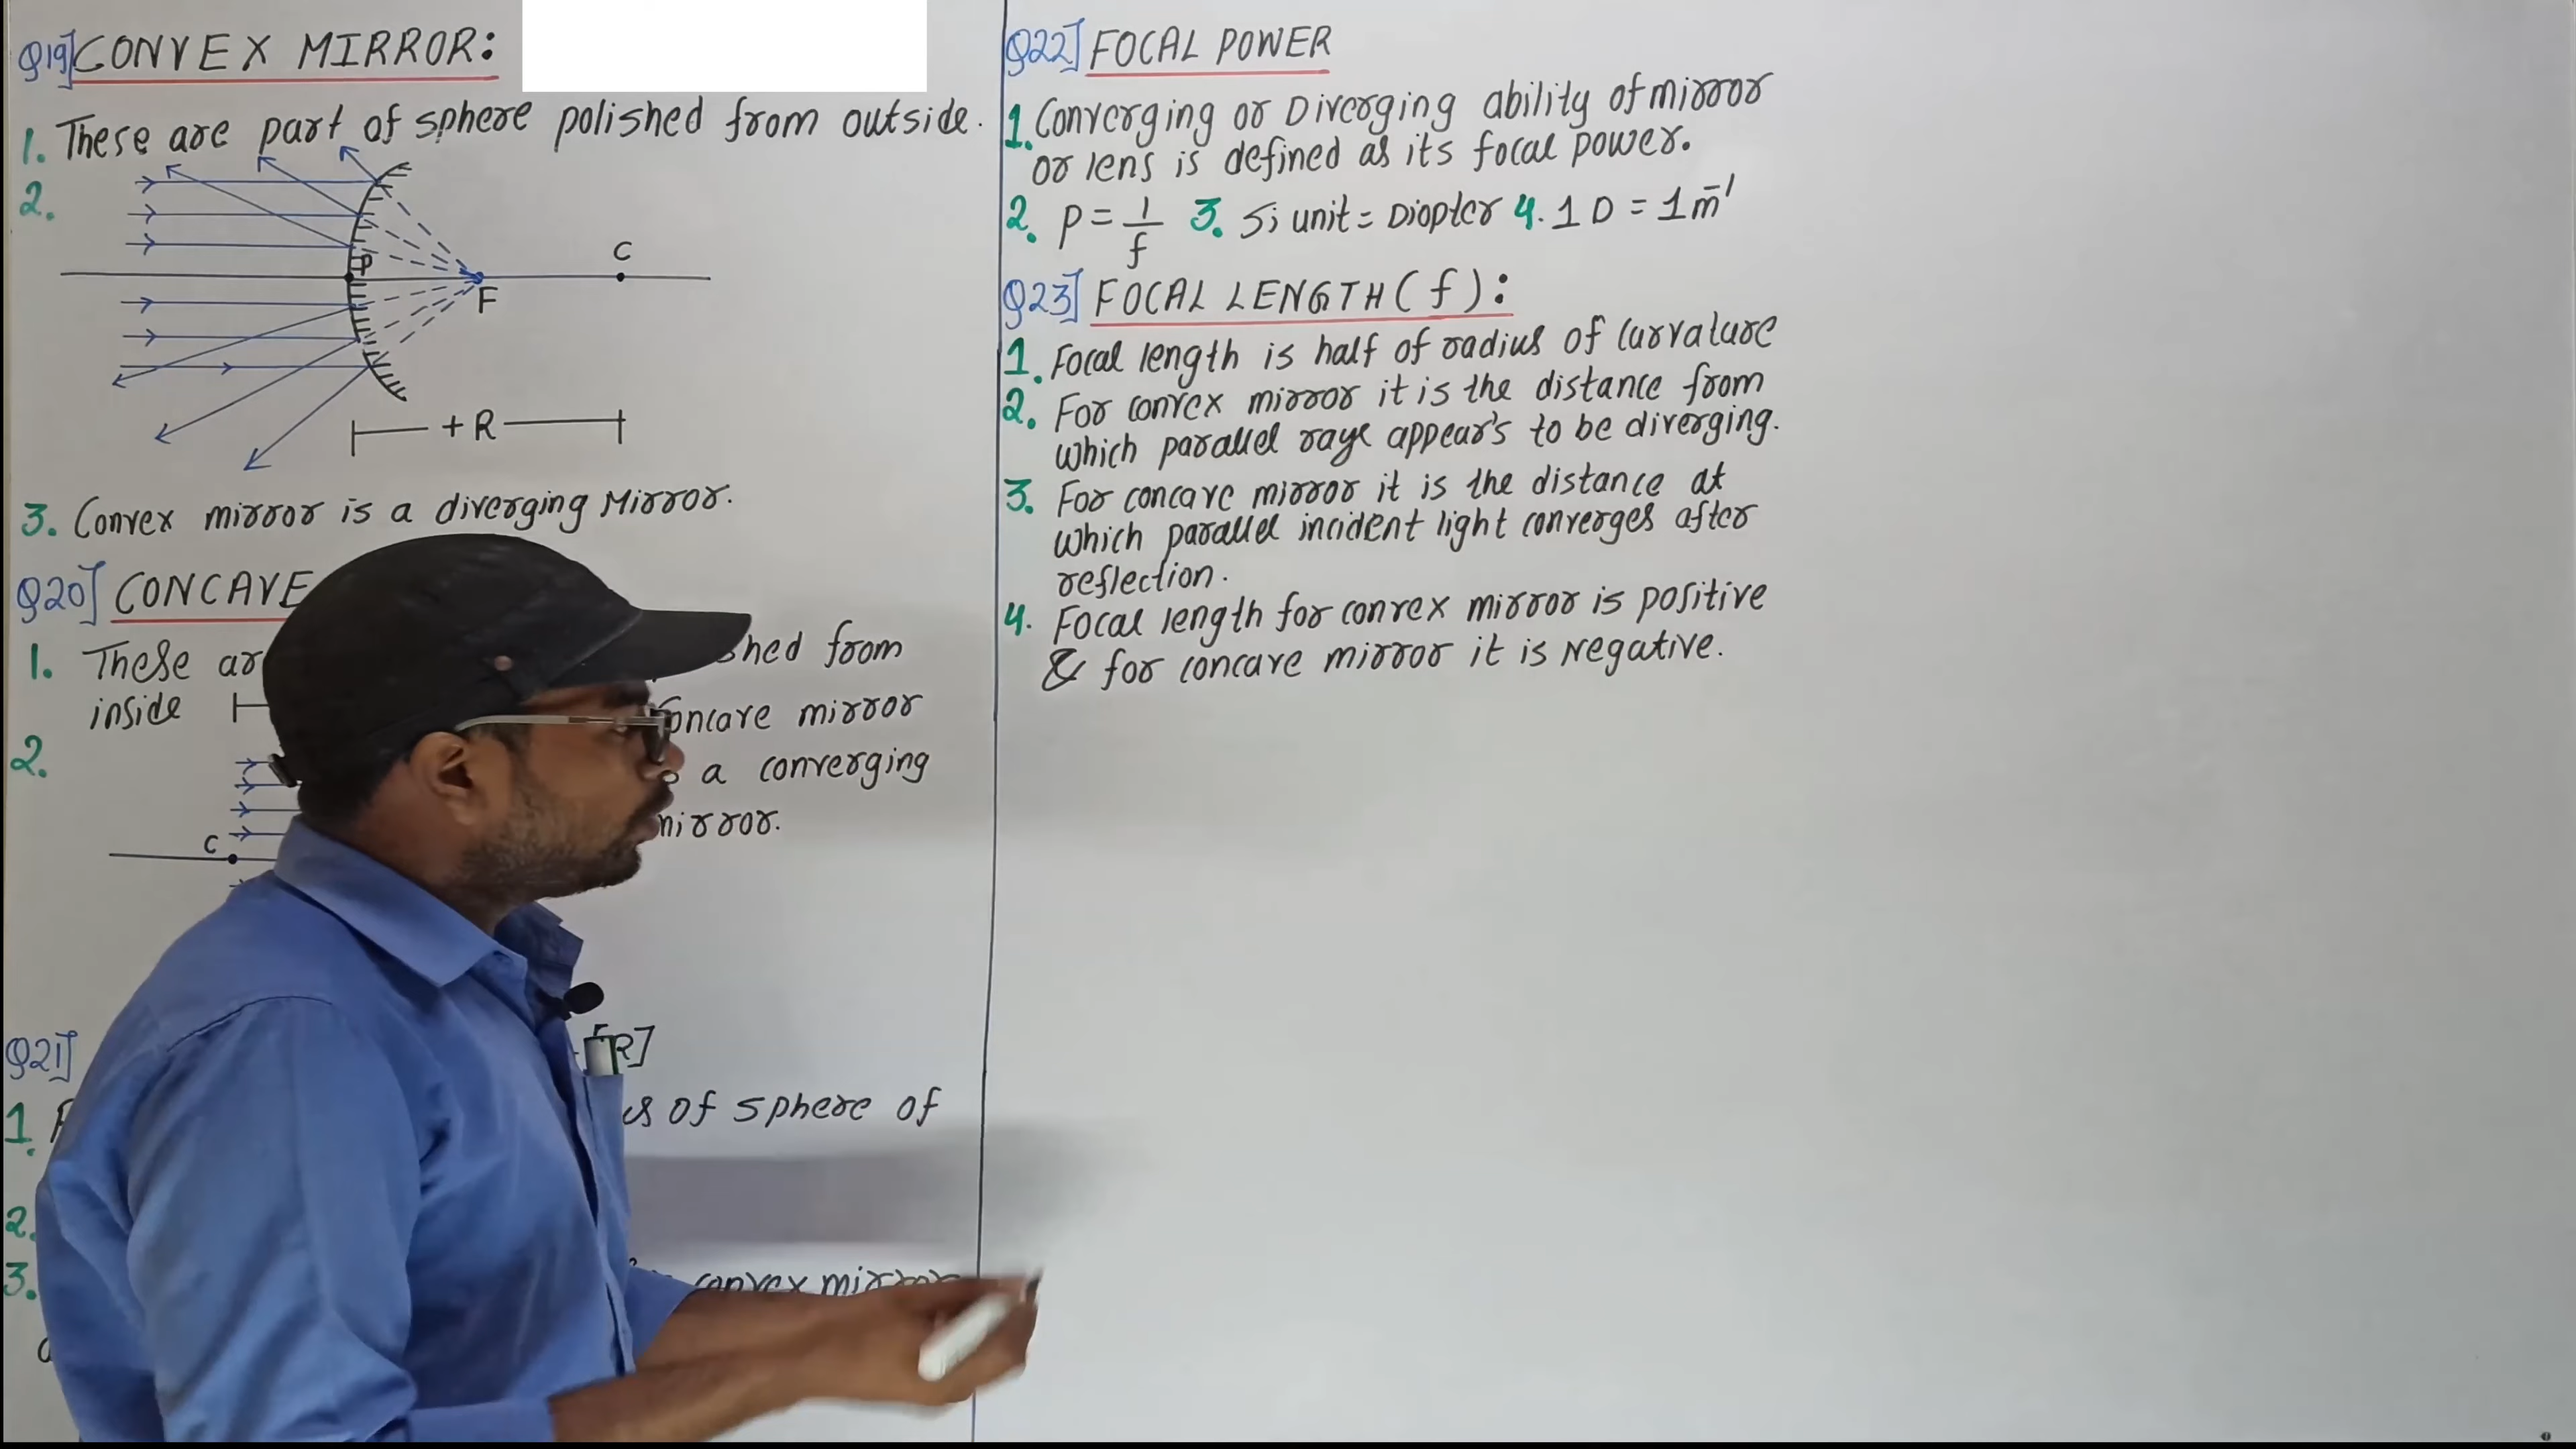 Q19] CONVEX MIRROR:
1. These are part of sphere polished from outside.
2.
P
F
C
+R
3. Convex mirror is a diverging Mirror.
Q20] CONCAVE
1. These
from
inside
mirror
2.
a converging
mirror.
C
Q21]
R]
1.
of sphere of
2.
3.
convex mirror
Q22] FOCAL POWER
1. Converging or Diverging ability of mirror
or lens is defined as its focal power.
2. P = 1/f 3. Si unit = Diopter 4. 1 D = 1 m⁻¹
Q23] FOCAL LENGTH (f):
1. Focal length is half of radius of curvature
2. For convex mirror it is the distance from
which parallel rays appear's to be diverging.
3. For concave mirror it is the distance at
which parallel incident light converges after
reflection.
4. Focal length for convex mirror is positive
& for concave mirror it is Negative.